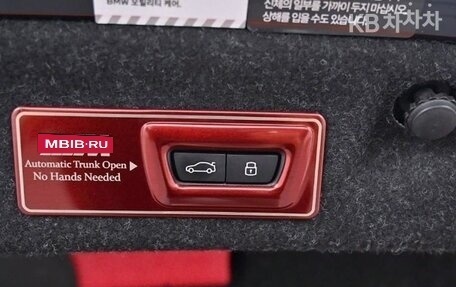 BMW 모빌리티 케어.
신체의 일부를 가까이 두지 마십시오.
상해를 입을 수도 있습니다.
KB차차차
MBIB.RU
Automatic Trunk Open
No Hands Needed